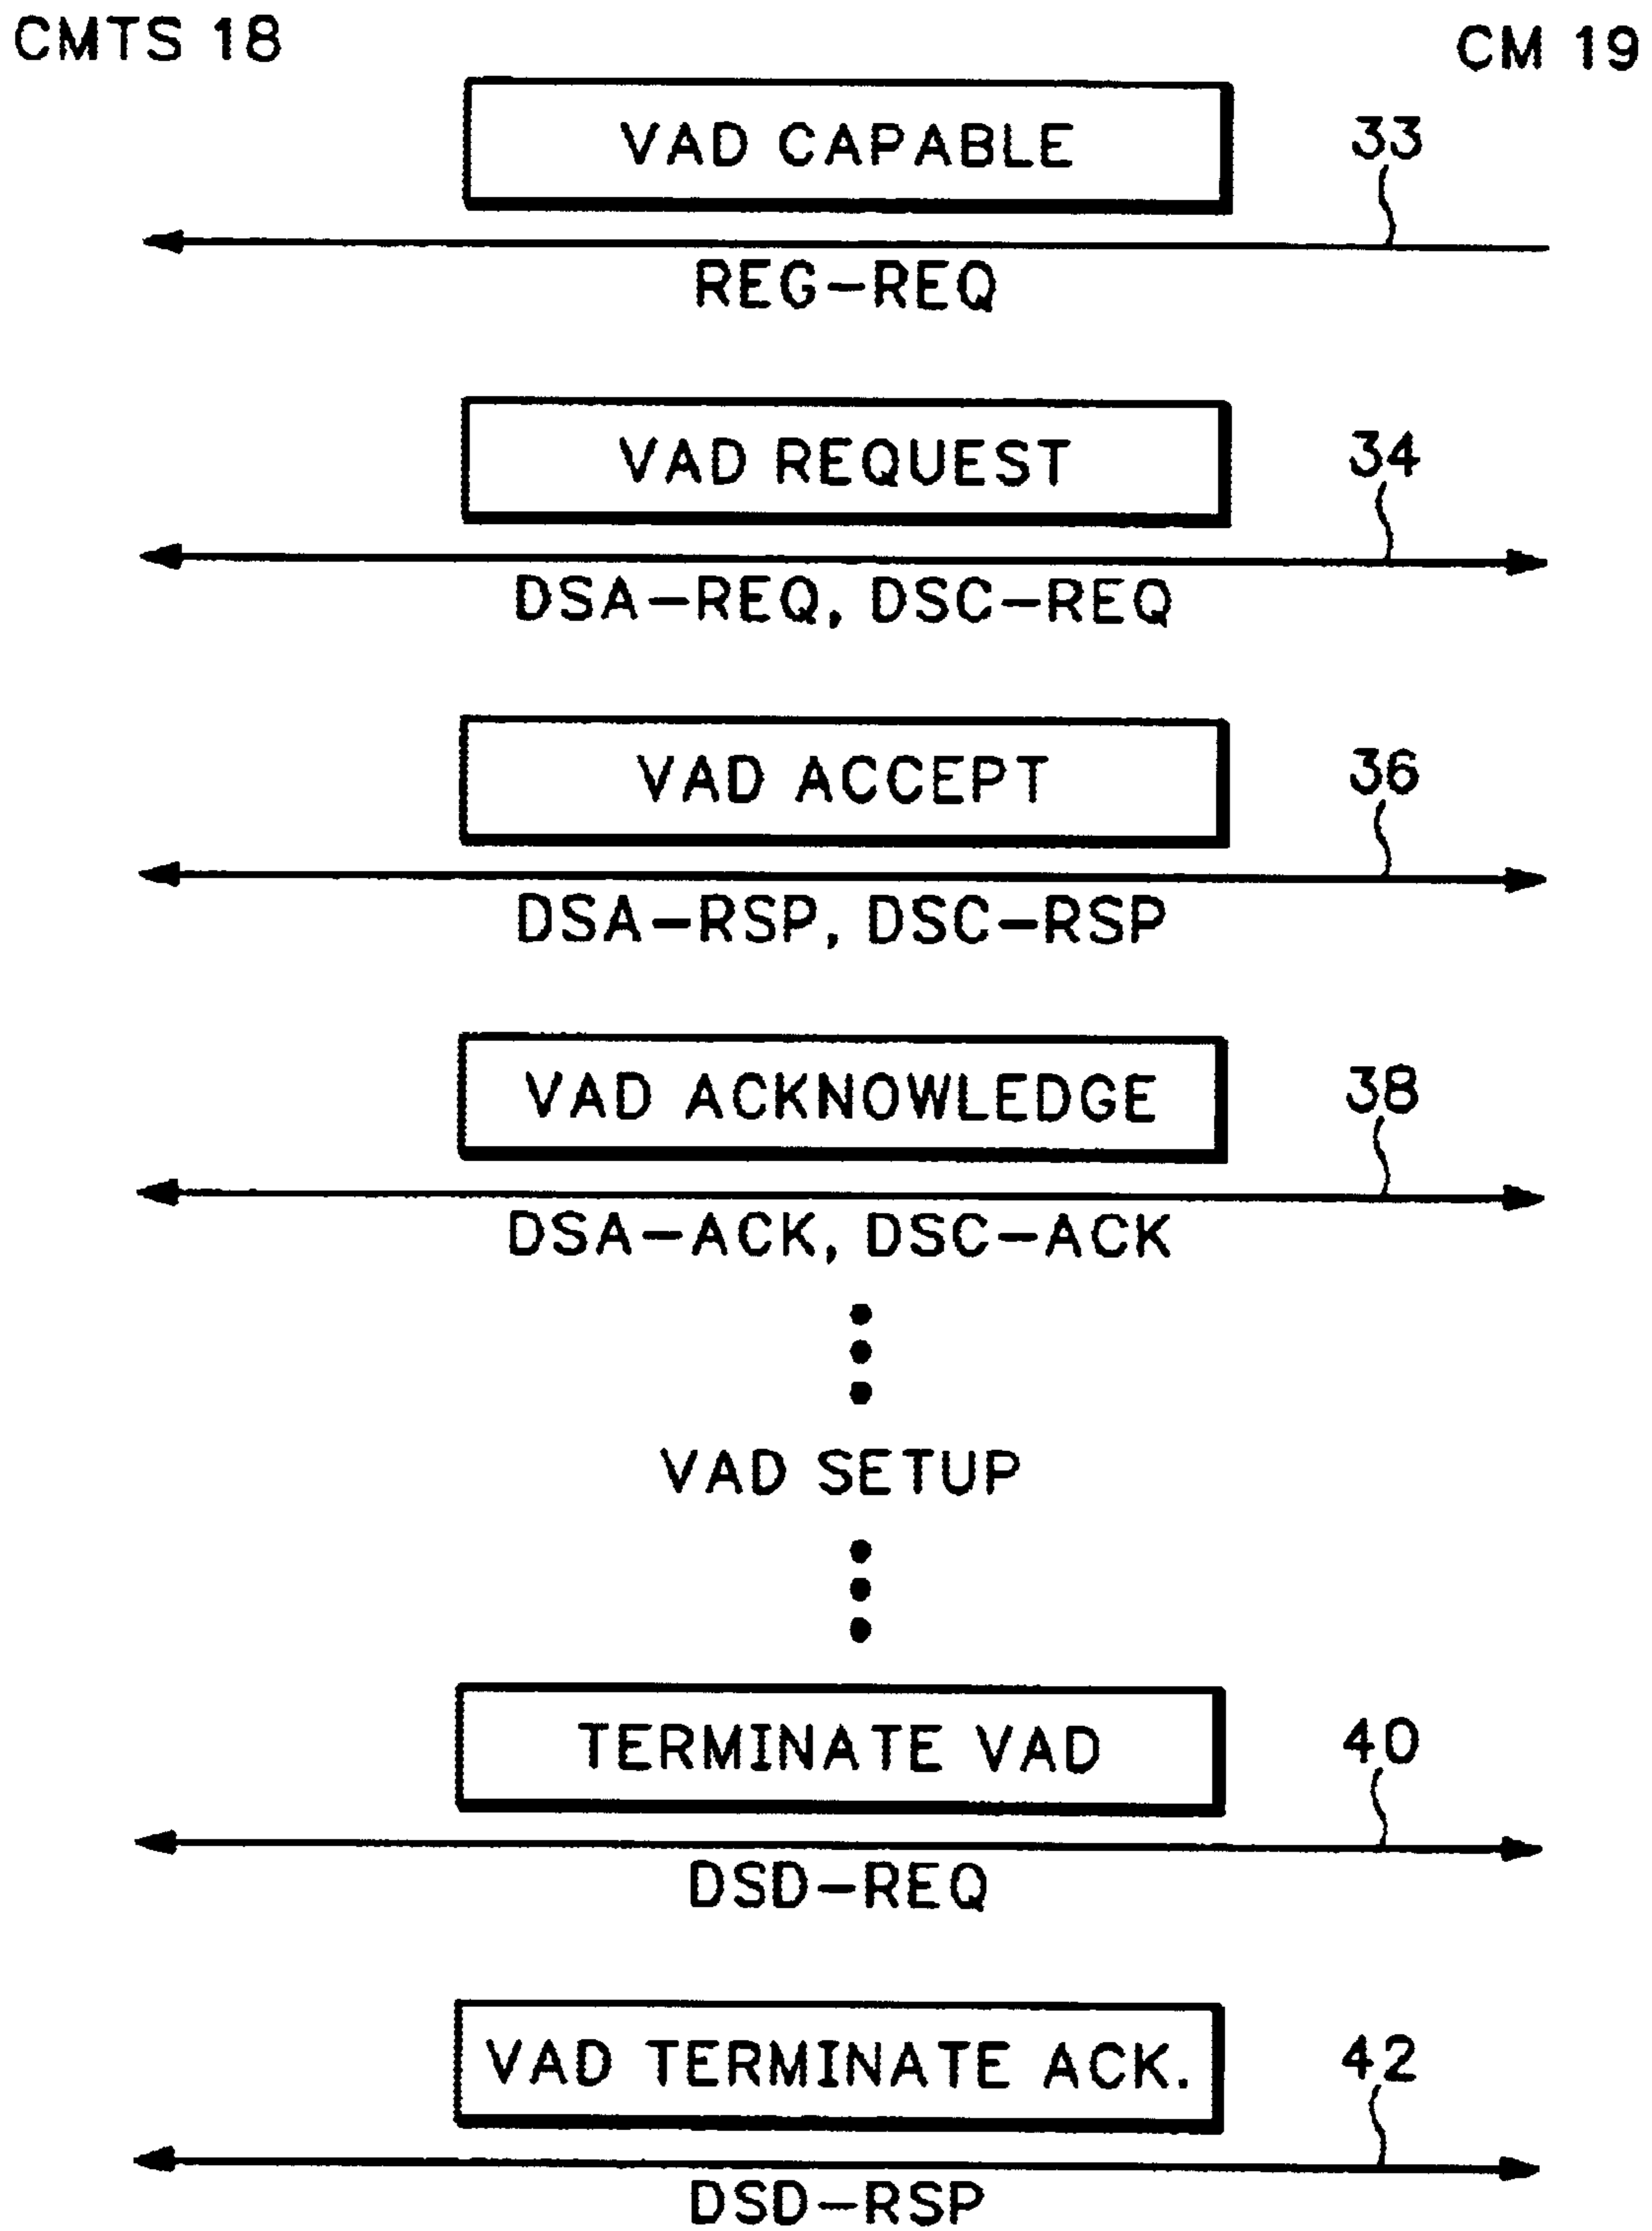 CMTS 18
CM 19
VAD CAPABLE
33
REG-REQ
VAD REQUEST
34
DSA-REQ, DSC-REQ
VAD ACCEPT
36
DSA-RSP, DSC-RSP
VAD ACKNOWLEDGE
38
DSA-ACK, DSC-ACK
VAD SETUP
TERMINATE VAD
40
DSD-REQ
VAD TERMINATE ACK.
42
DSD-RSP